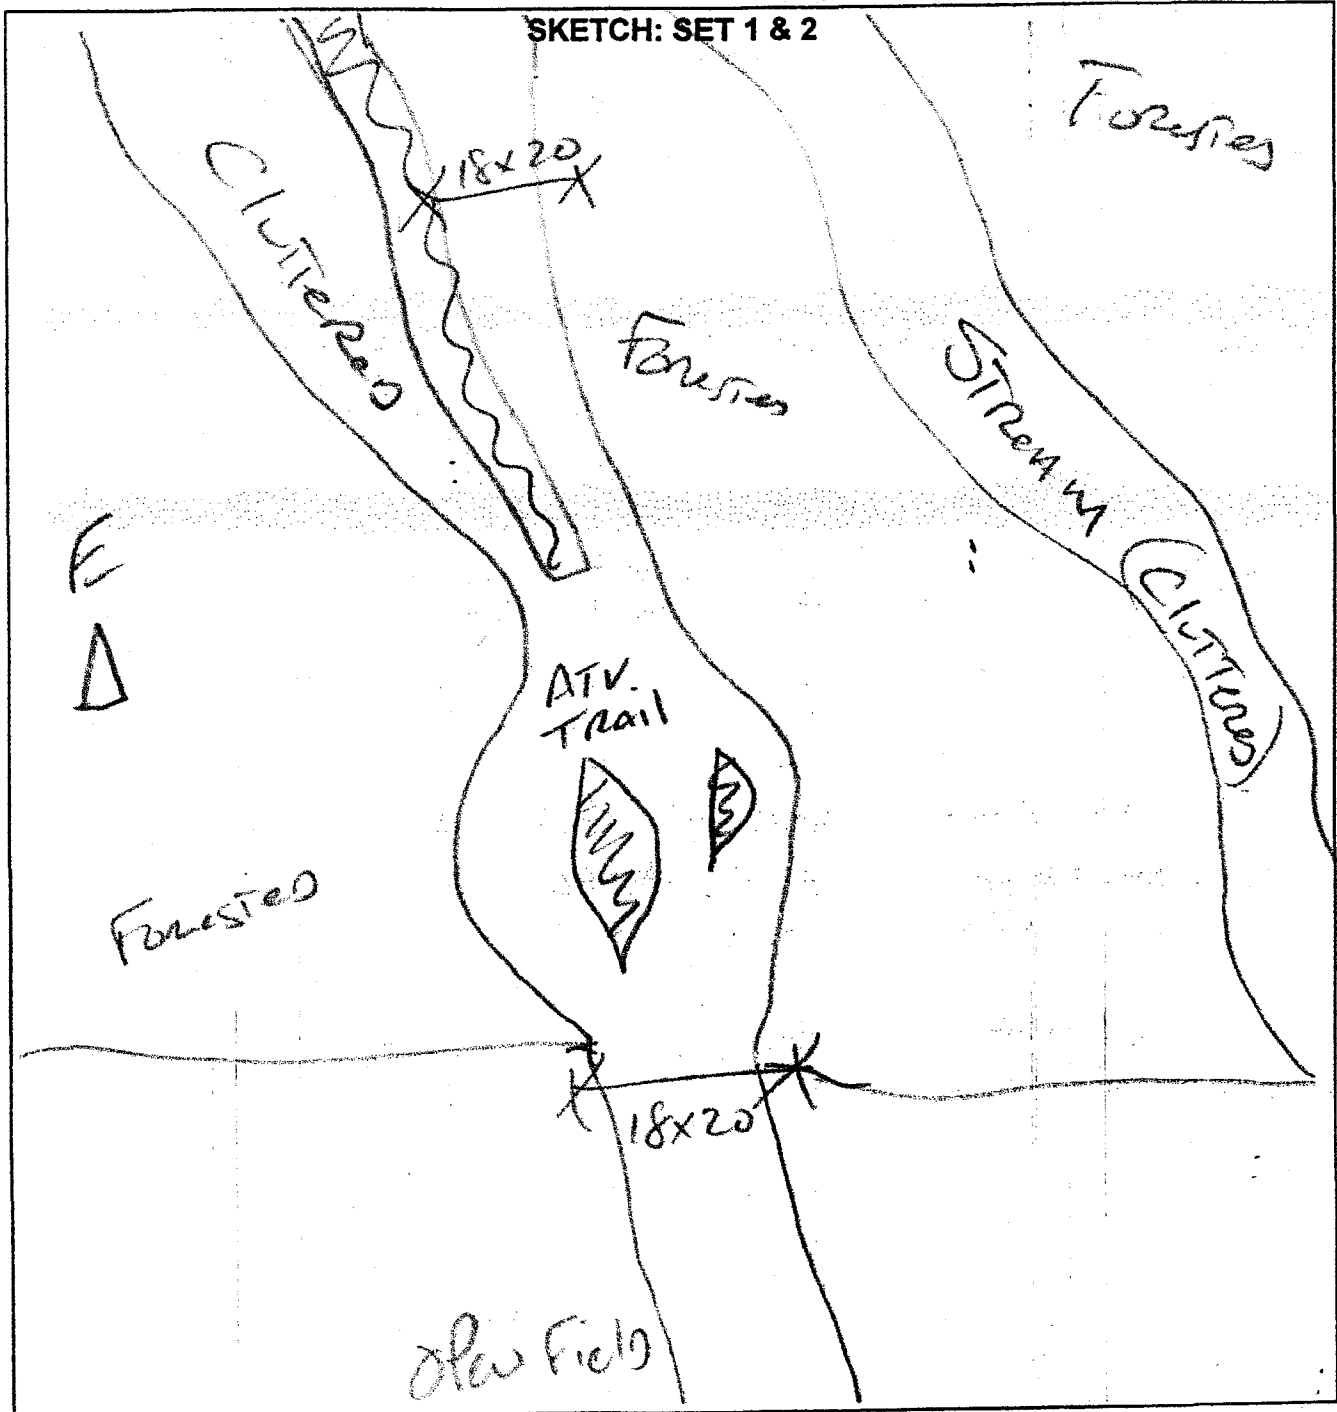 SKETCH: SET 1 & 2
Forested
18x20
Cluttered
Forested
Stream
(Cluttered)
E
ATV
Trail
Forested
18x20
Open Field